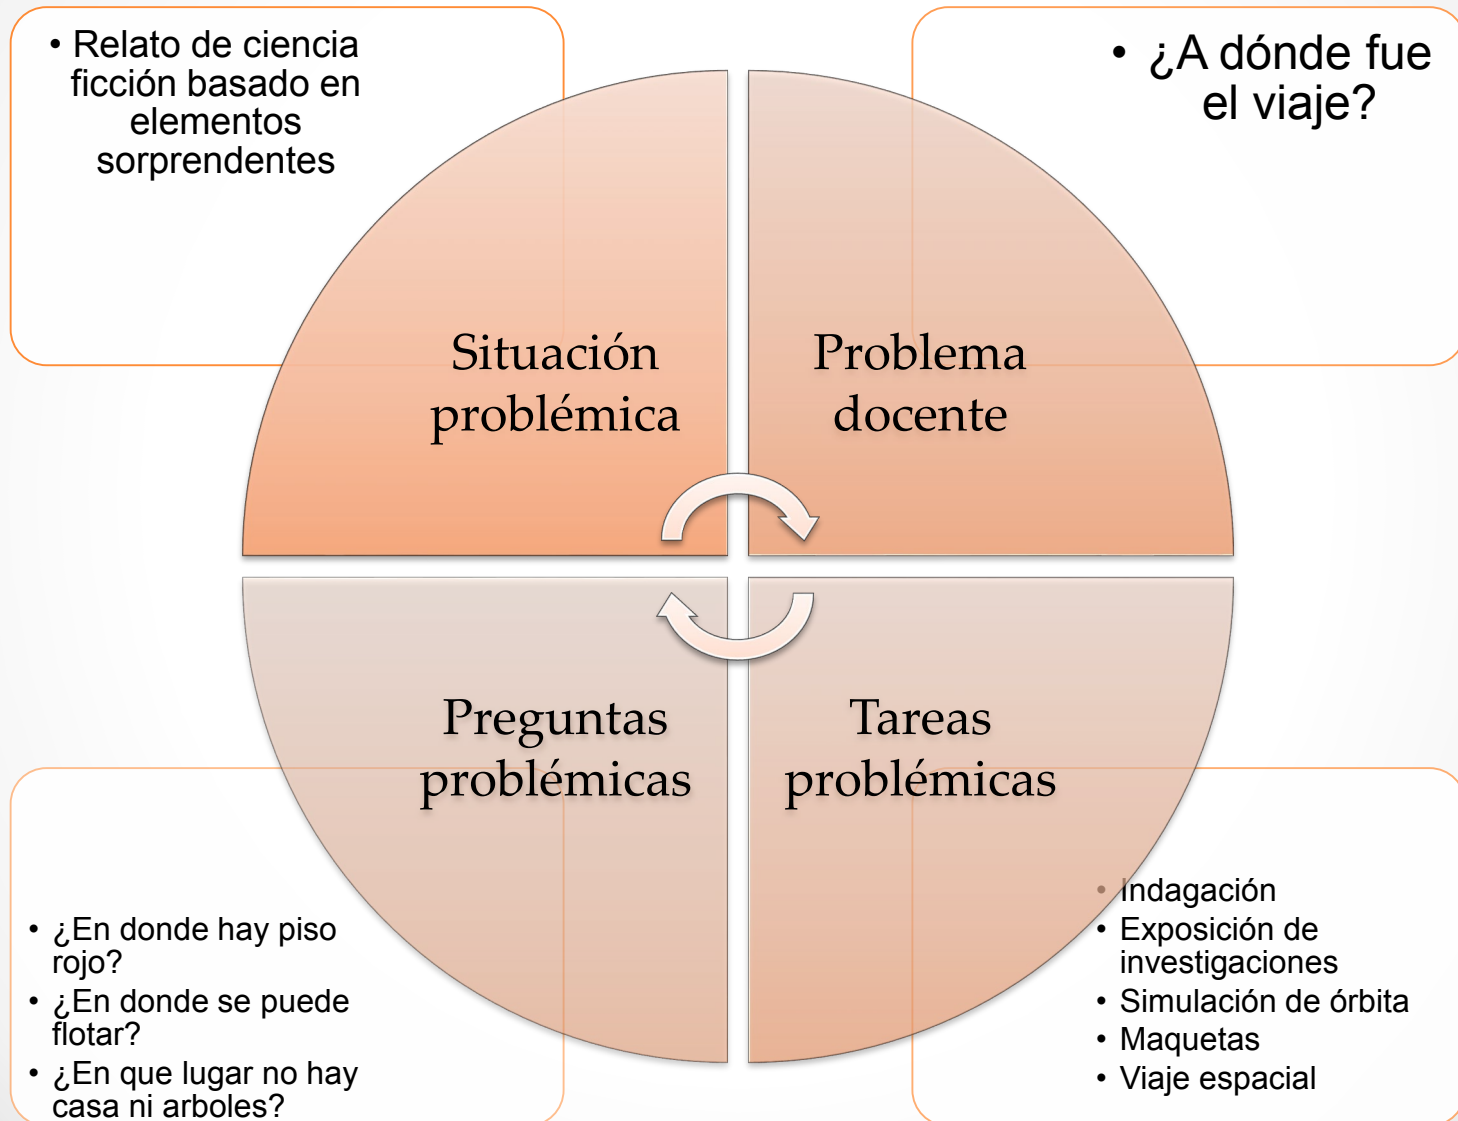 • Relato de ciencia
ficción basado en
elementos
sorprendentes
• ¿A dónde fue
el viaje?
Situación
problémica
Problema
docente
Preguntas
problémicas
Tareas
problémicas
• ¿En donde hay piso
rojo?
• ¿En donde se puede
flotar?
• ¿En que lugar no hay
casa ni arboles?
• Indagación
• Exposición de
investigaciones
• Simulación de órbita
• Maquetas
• Viaje espacial